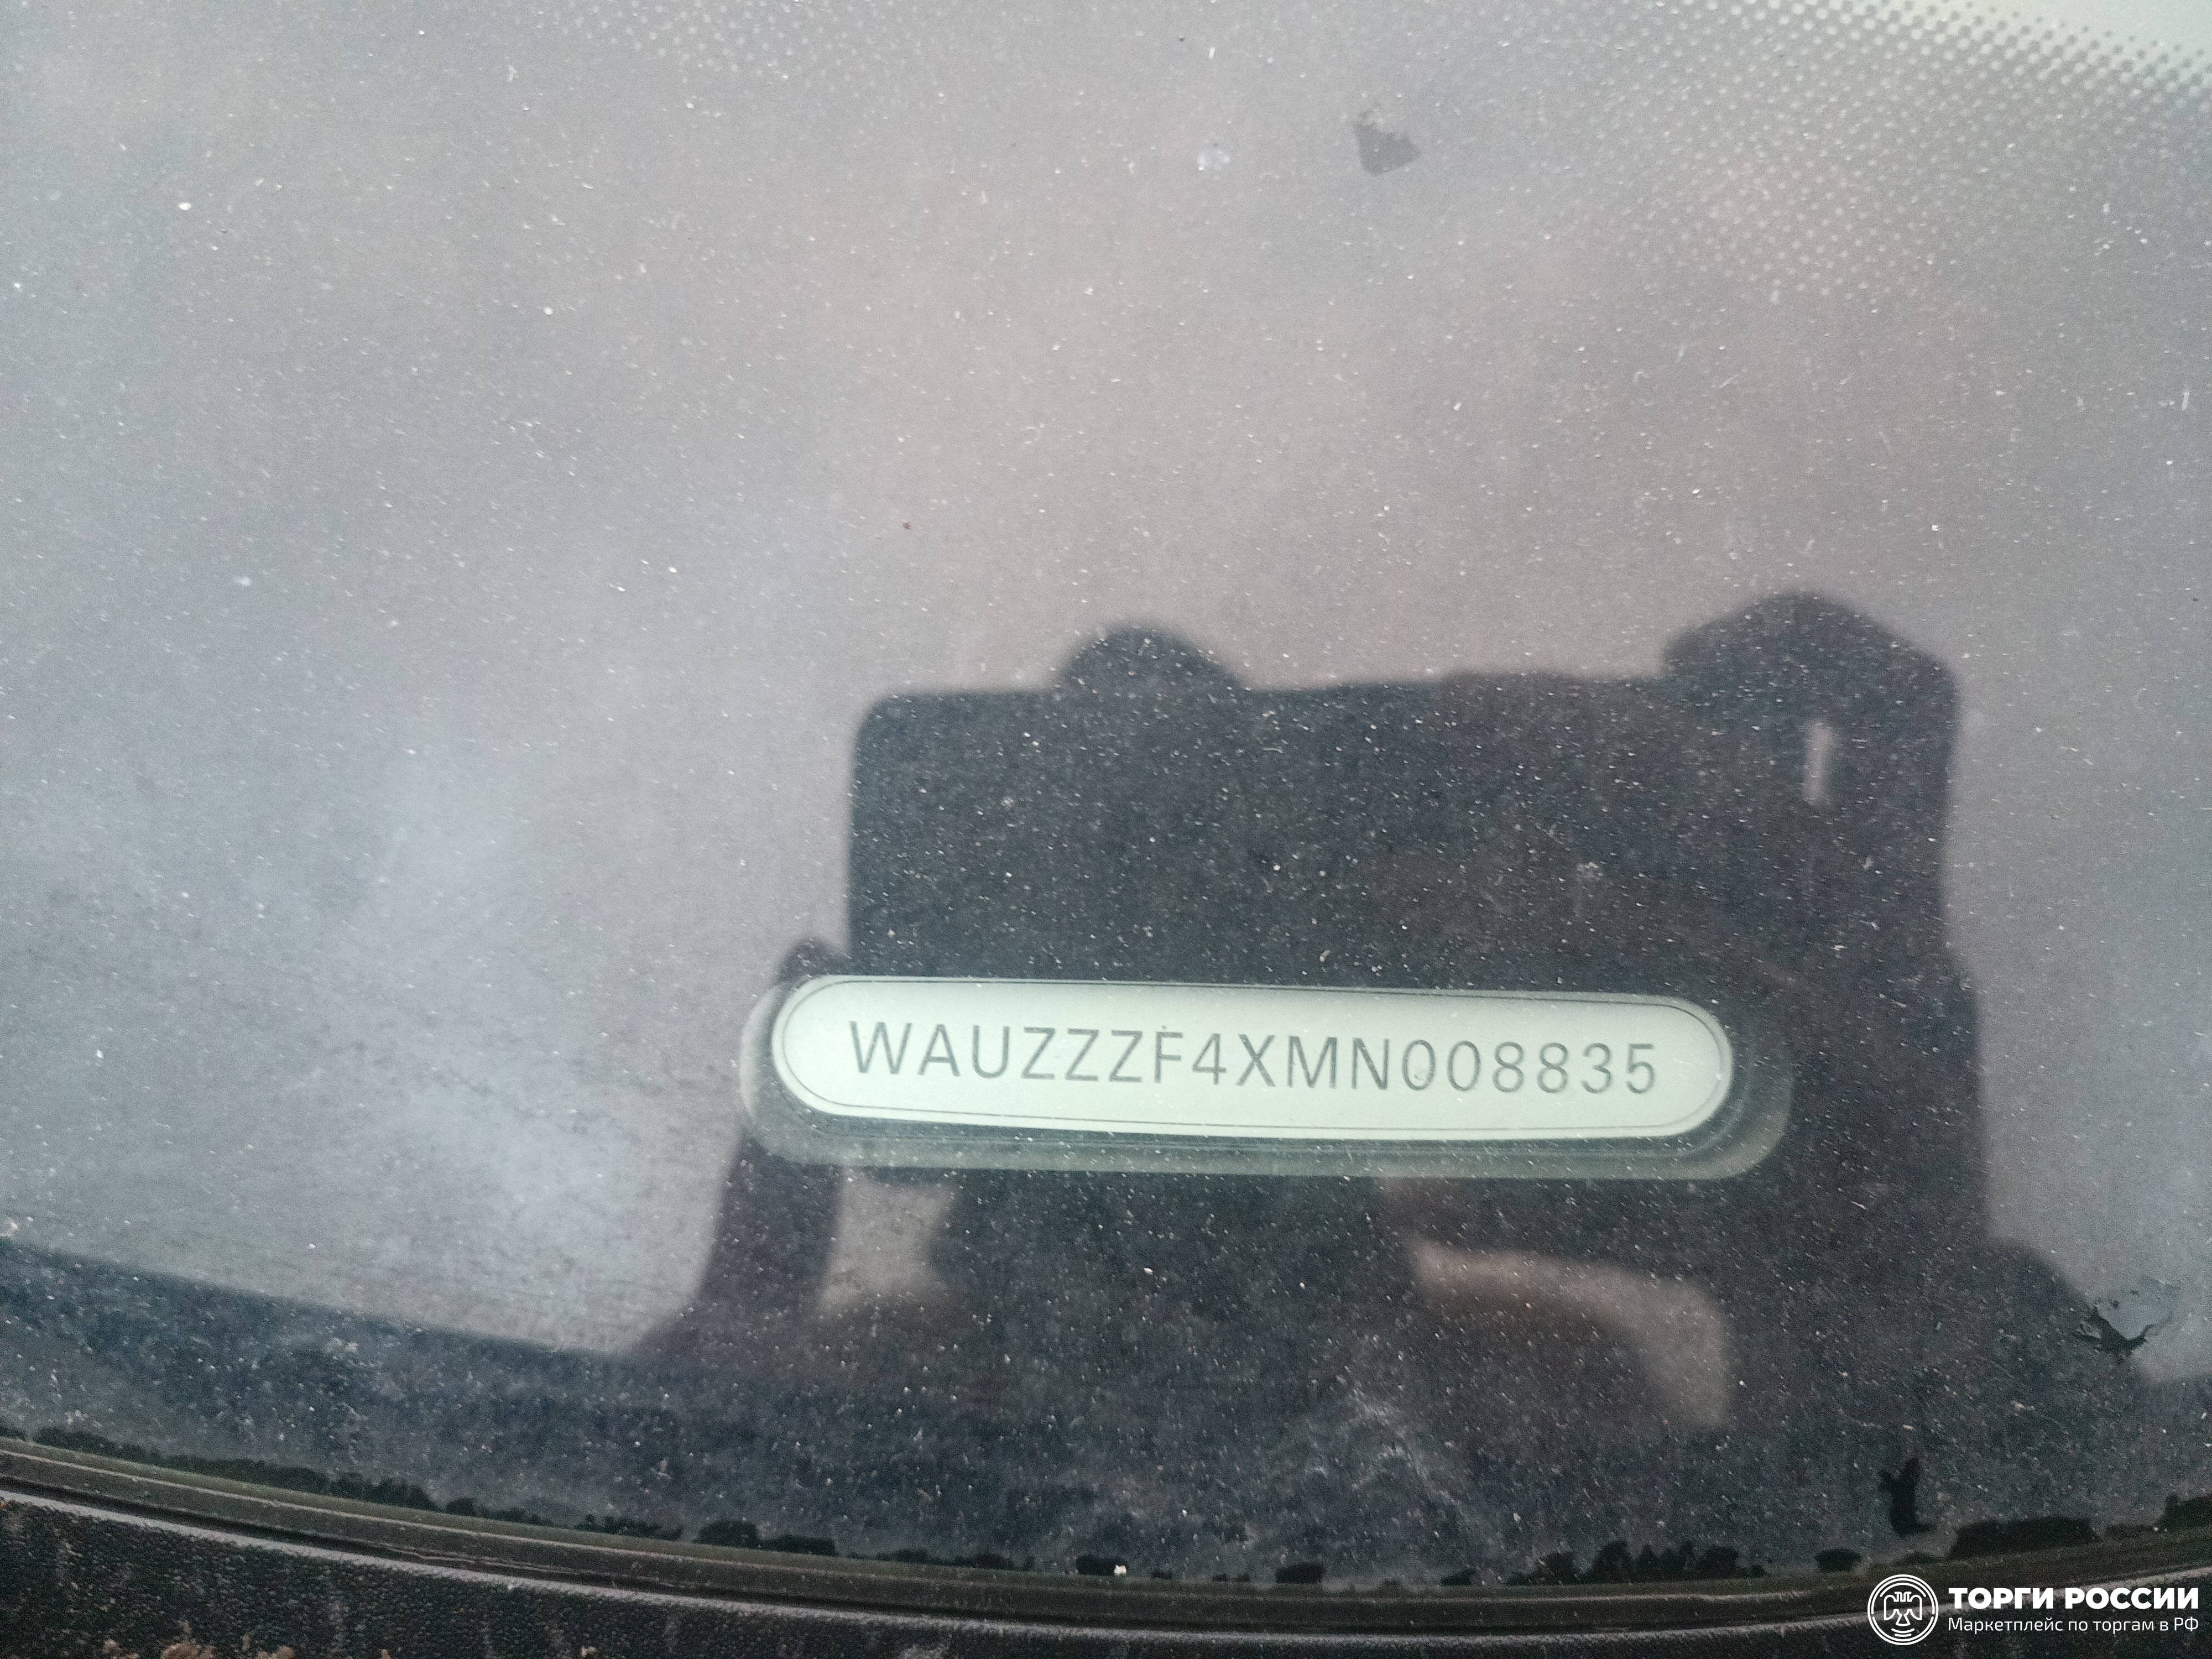 WAUZZZF4XMN008835
ТОРГИ РОССИИ
Маркетплейс по торгам в РФ